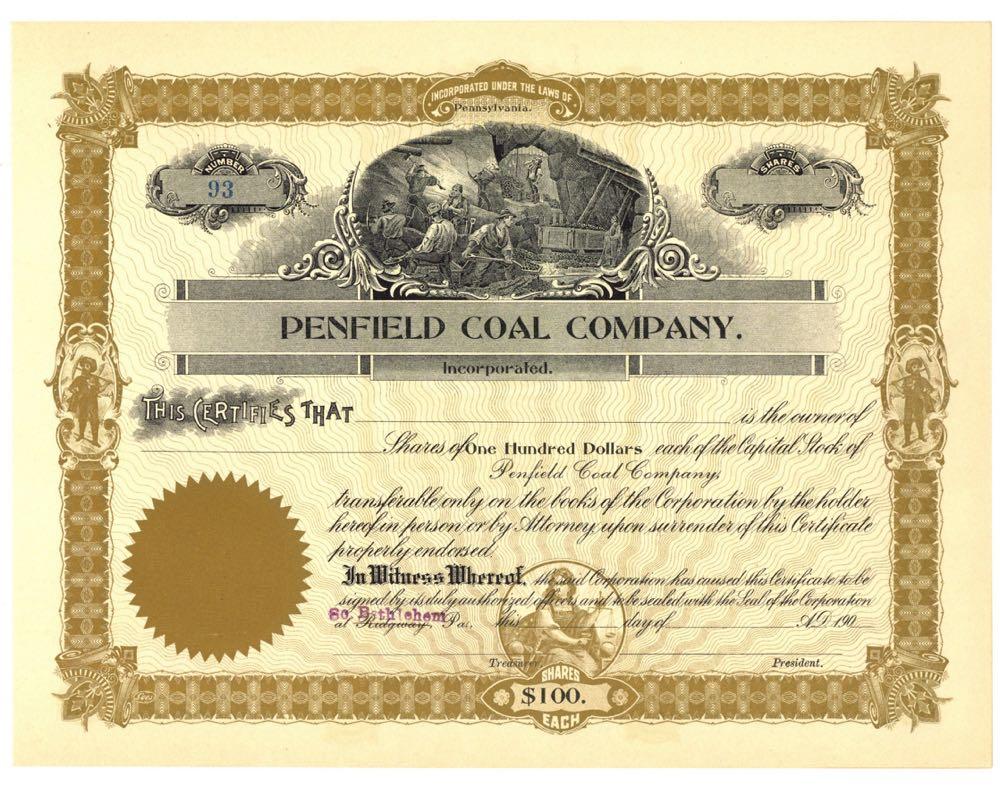 INCORPORATED UNDER THE LAWS OF
Pennsylvania.
NUMBER
93
SHARES
PENFIELD COAL COMPANY.
Incorporated.
THIS CERTIFIES THAT is the owner of
Shares of One Hundred Dollars each of the Capital Stock of
Penfield Coal Company,
transferable only on the books of the Corporation by the holder
hereof in person or by Attorney, upon surrender of this Certificate
properly endorsed.
In Witness Whereof, the said Corporation has caused this Certificate to be
signed by its duly authorized officers and to be sealed with the Seal of the Corporation
So Bethlehem
at Ridgway, Pa. this day of A.D. 190
Treasurer. President.
SHARES
$100.
EACH